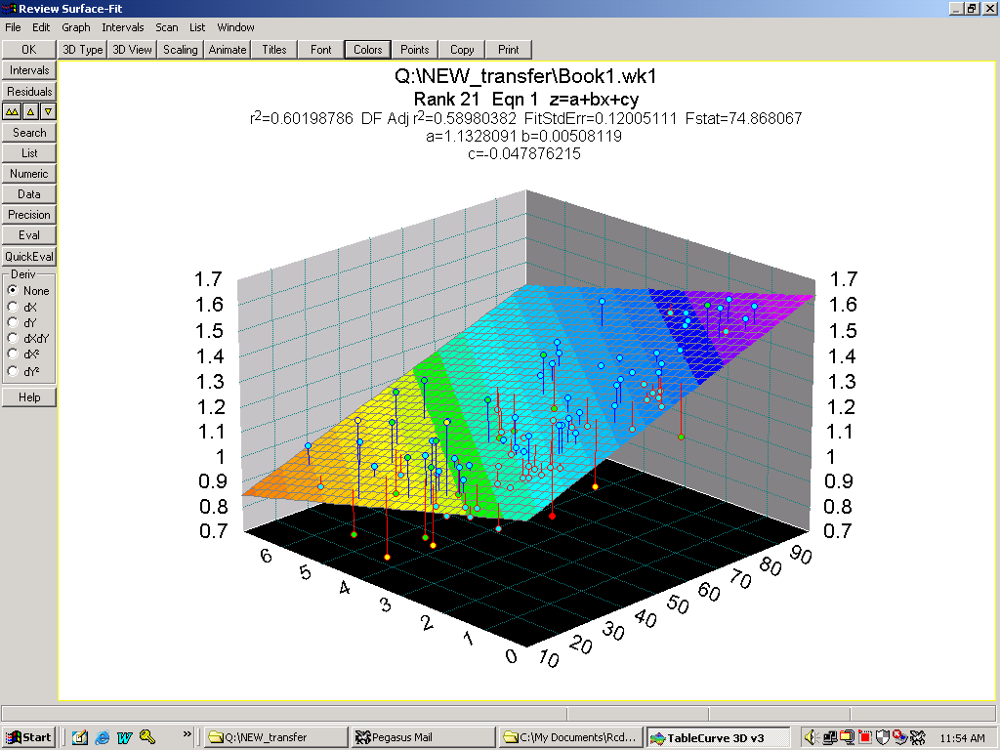 Review Surface-Fit
File Edit Graph Intervals Scan List Window
OK 3D Type 3D View Scaling Animate Titles Font Colors Points Copy Print
Intervals
Residuals
Search
List
Numeric
Data
Precision
Eval
QuickEval
Deriv
None
dX
dY
dXdY
dX²
dY²
Help
Q:\NEW_transfer\Book1.wk1
Rank 21 Eqn 1 z=a+bx+cy
r²=0.60198786 DF Adj r²=0.58980382 FitStdErr=0.12005111 Fstat=74.868067
a=1.1328091 b=0.00508119
c=-0.047876215
1.7 1.7
1.6 1.6
1.5 1.5
1.4 1.4
1.3 1.3
1.2 1.2
1.1 1.1
1 1
0.9 0.9
0.8 0.8
0.7 0.7
6 5 4 3 2 1 0
10 20 30 40 50 60 70 80 90
Start » Q:\NEW_transfer Pegasus Mail C:\My Documents\Rcd... TableCurve 3D v3 11:54 AM